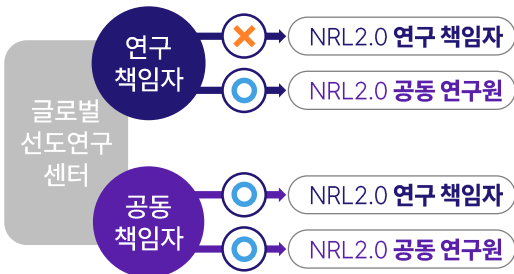 글로벌
선도연구
센터
연구
책임자
NRL2.0 연구 책임자
NRL2.0 공동 연구원
공동
책임자
NRL2.0 연구 책임자
NRL2.0 공동 연구원